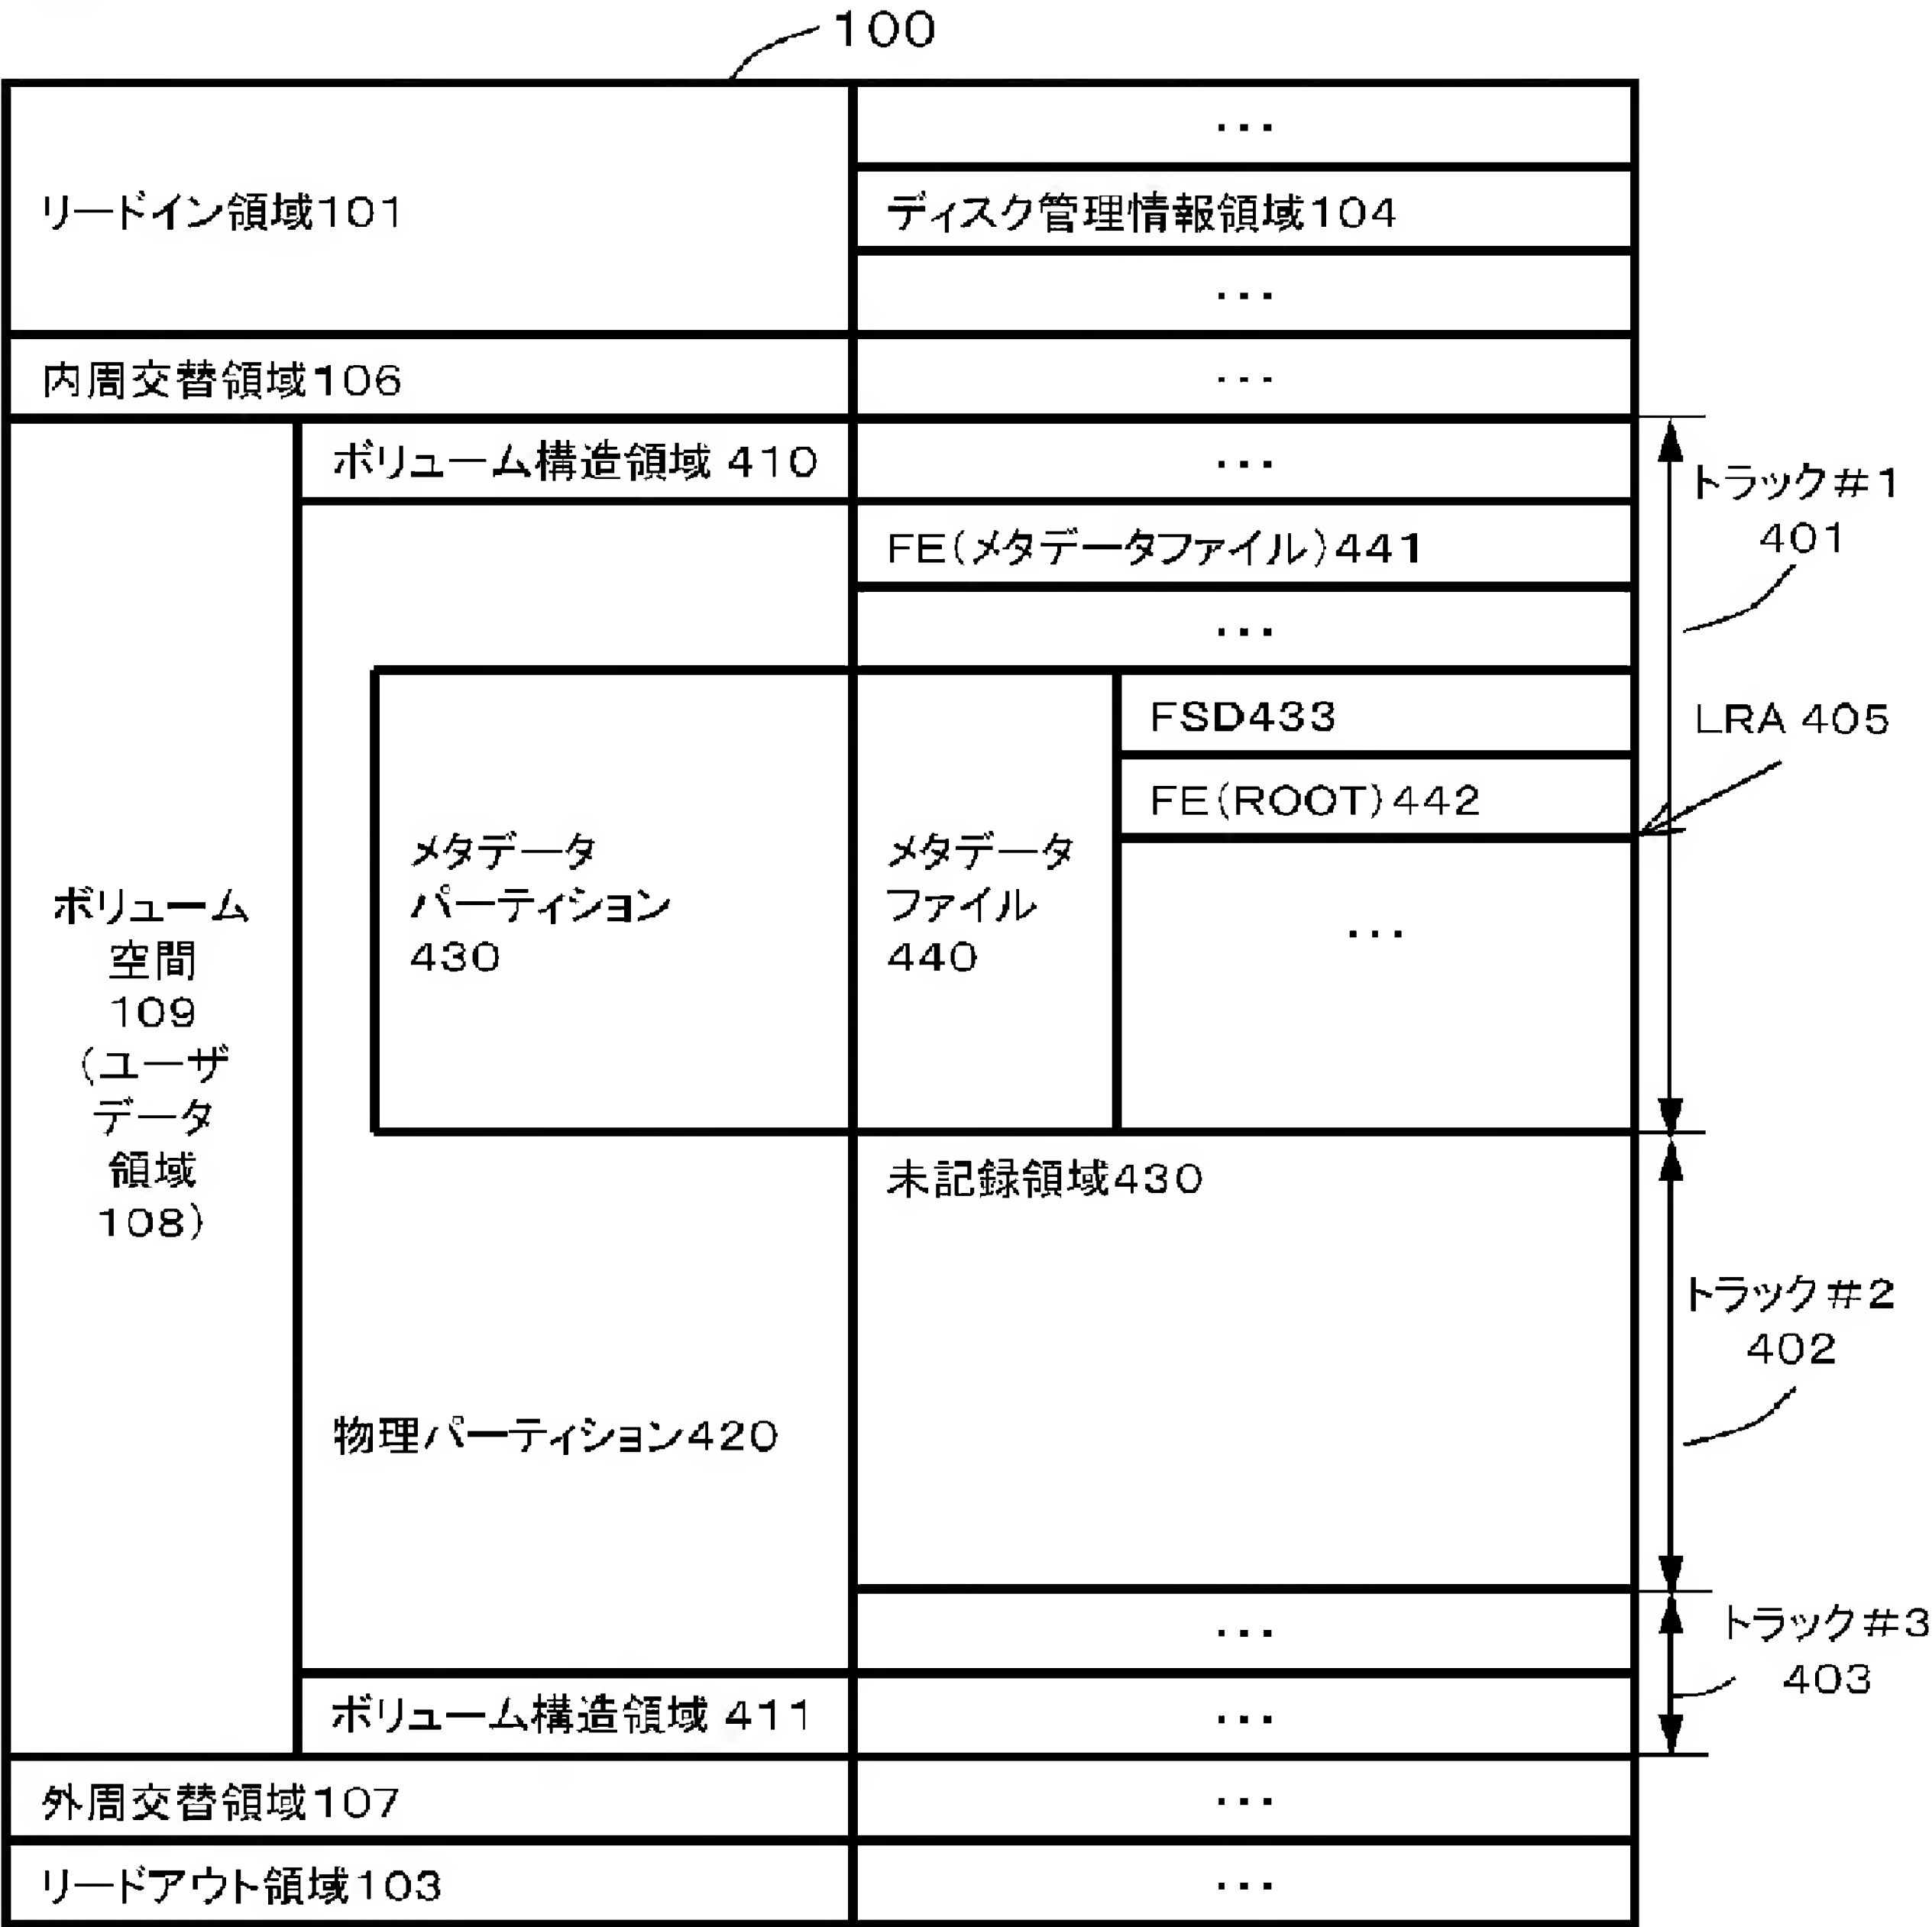 100
…
リードイン領域101
ディスク管理情報領域104
…
内周交替領域106
…
ボリューム構造領域 410
…
トラック#1
401
FE(メタデータファイル)441
…
FSD433
LRA 405
FE(ROOT)442
メタデータ
パーティション
430
メタデータ
ファイル
440
…
ボリューム
空間
109
(ユーザ
データ
領域
108)
未記録領域430
トラック#2
402
物理パーティション420
…
トラック#3
403
ボリューム構造領域 411
…
外周交替領域107
…
リードアウト領域103
…